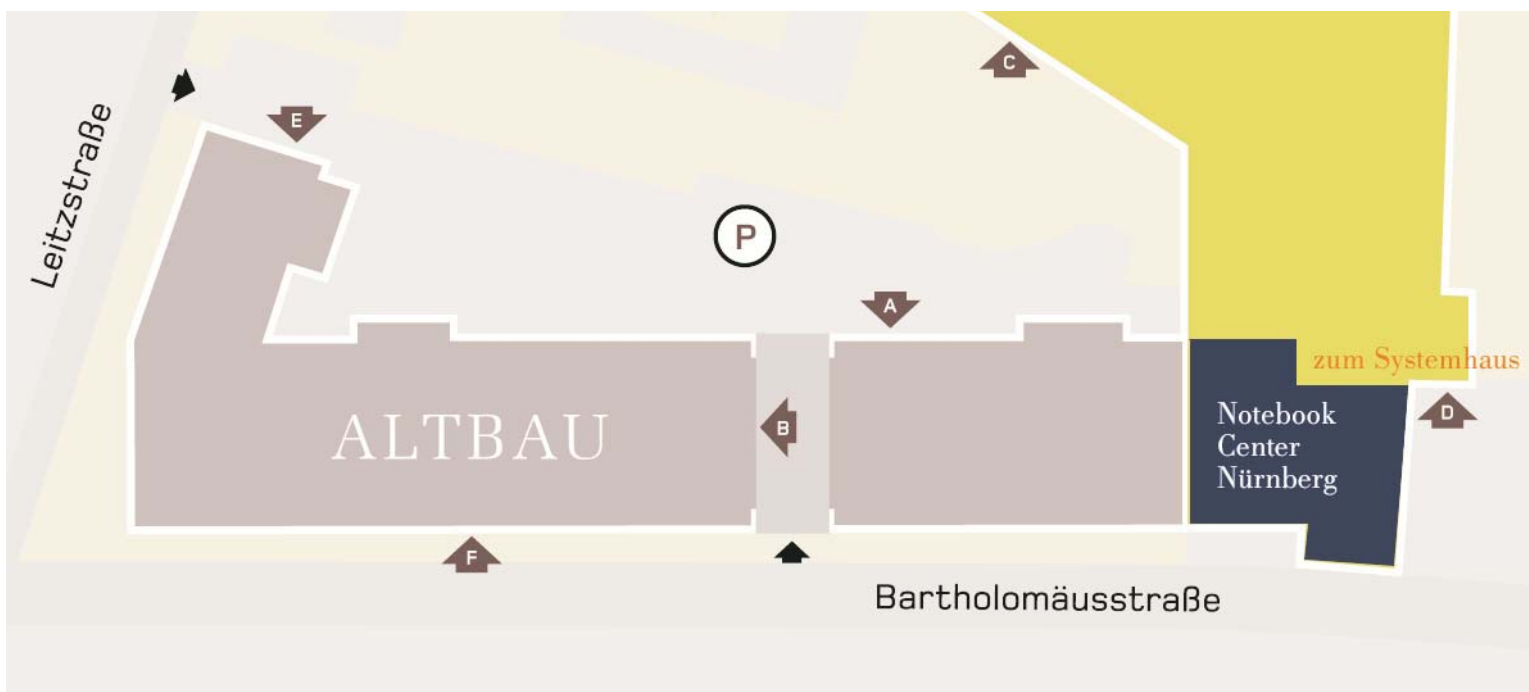 C
E
Leitzstraße
P
A
zum Systemhaus
ALTBAU
B
Notebook
Center
Nürnberg
D
F
Bartholomäusstraße